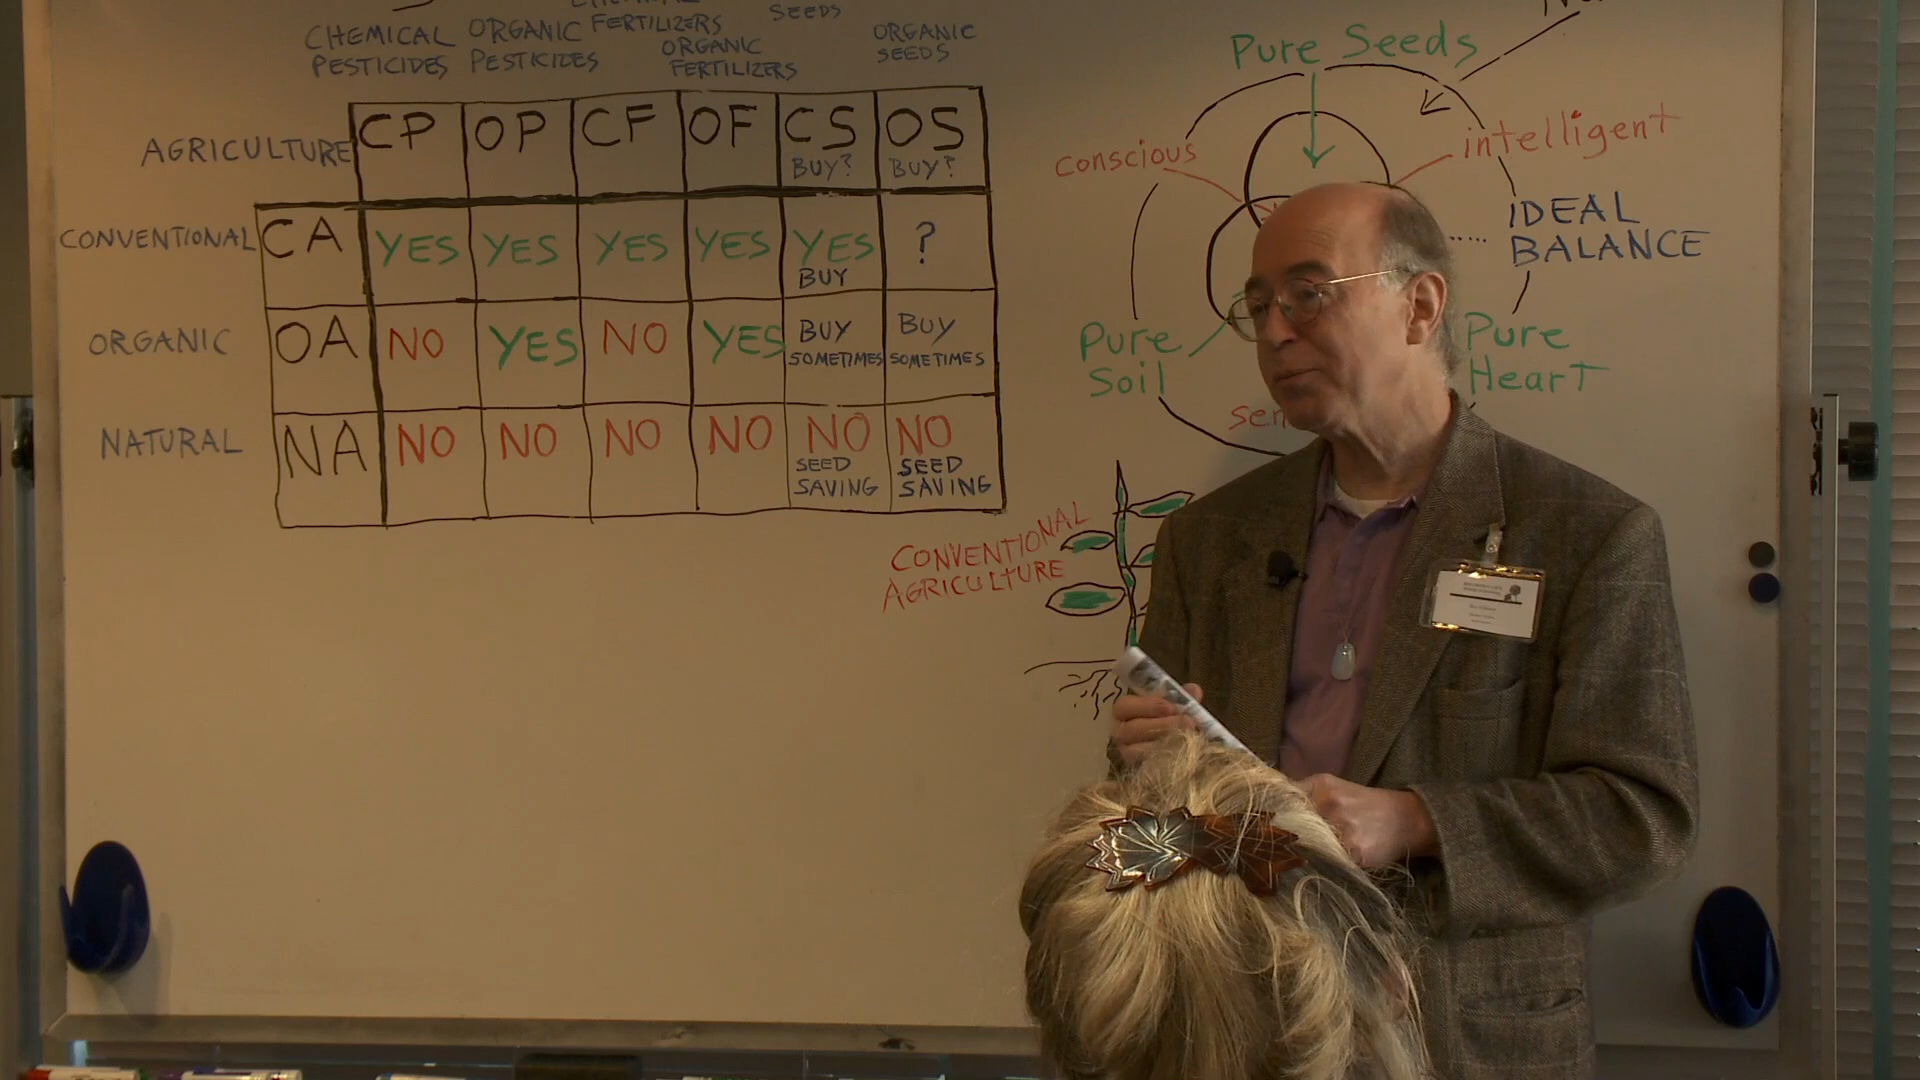 SEEDS
CHEMICAL ORGANIC FERTILIZERS ORGANIC
PESTICIDES PESTICIDES ORGANIC SEEDS
FERTILIZERS
AGRICULTURE CP OP CF OF CS OS
BUY? BUY?
CONVENTIONAL CA YES YES YES YES YES ?
BUY
ORGANIC OA NO YES NO YES BUY BUY
SOMETIMES SOMETIMES
NATURAL NA NO NO NO NO NO NO
SEED SEED
SAVING SAVING
Pure Seeds
conscious intelligent
IDEAL
BALANCE
Pure Pure
Soil Heart
CONVENTIONAL
AGRICULTURE